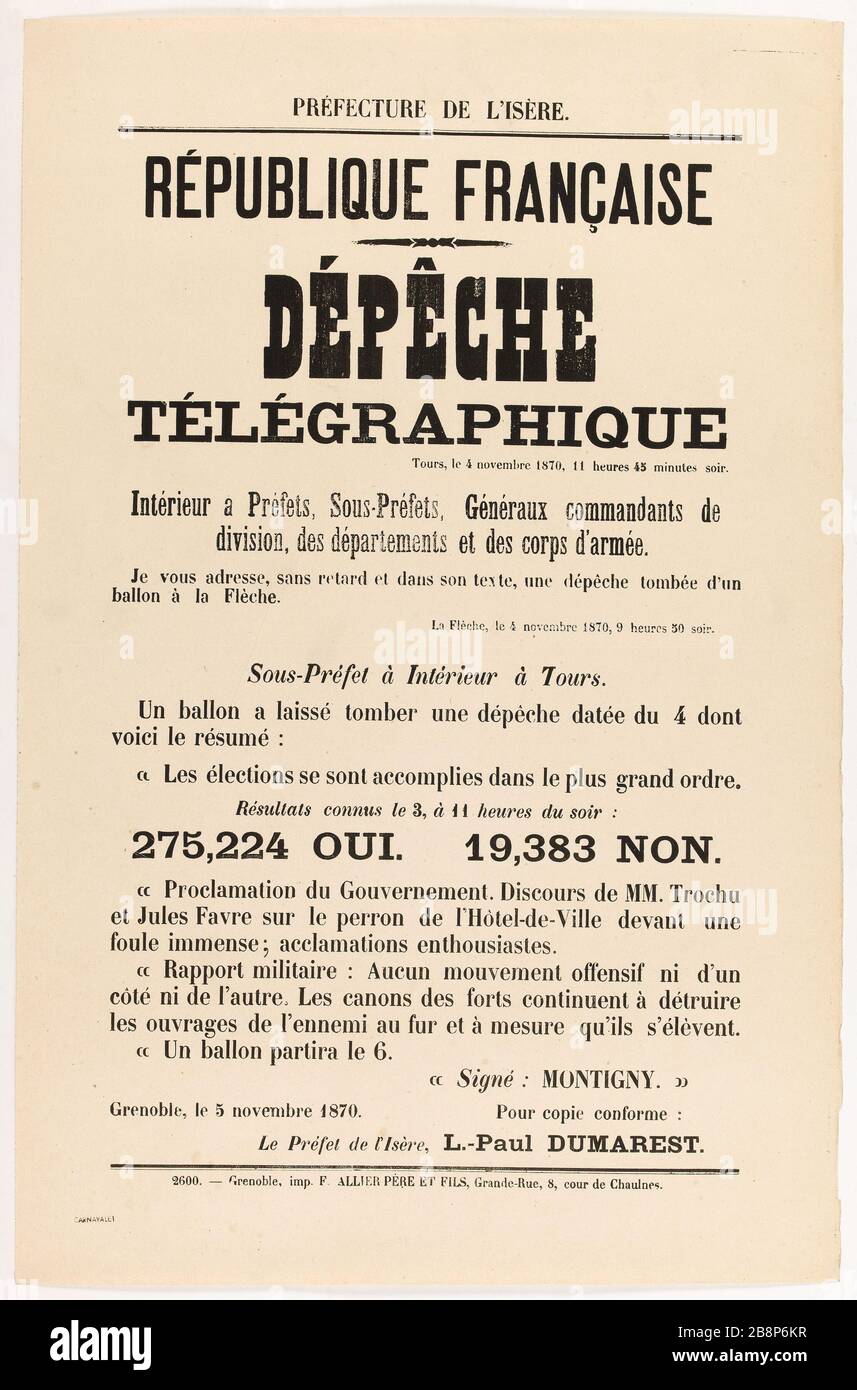 PRÉFECTURE DE L'ISÈRE.
RÉPUBLIQUE FRANÇAISE
DÉPÊCHE
TÉLÉGRAPHIQUE
Tours, le 4 novembre 1870, 11 heures 45 minutes soir.
Intérieur a Préfets, Sous-Préfets, Généraux commandants de
division, des départements et des corps d'armée.
Je vous adresse, sans retard et dans son texte, une dépêche tombée d'un
ballon à la Flèche.
La Flèche, le 4 novembre 1870, 9 heures 50 soir.
Sous-Préfet à Intérieur à Tours.
Un ballon a laissé tomber une dépêche datée du 4 dont
voici le résumé :
« Les élections se sont accomplies dans le plus grand ordre.
Résultats connus le 3, à 11 heures du soir :
275,224 OUI. 19,383 NON.
« Proclamation du Gouvernement. Discours de MM. Trochu
et Jules Favre sur le perron de l'Hôtel-de-Ville devant une
foule immense; acclamations enthousiastes.
« Rapport militaire : Aucun mouvement offensif ni d'un
côté ni de l'autre. Les canons des forts continuent à détruire
les ouvrages de l'ennemi au fur et à mesure qu'ils s'élèvent.
« Un ballon partira le 6.
« Signé : MONTIGNY. »
Grenoble, le 5 novembre 1870. Pour copie conforme :
Le Préfet de l'Isère, L.-Paul DUMAREST.
2600. — Grenoble, imp. F. ALLIER PÈRE ET FILS, Grande-Rue, 8, cour de Chaulnes.
CARNAVALET
alamy
Image ID: 2B8P6KR
www.alamy.com